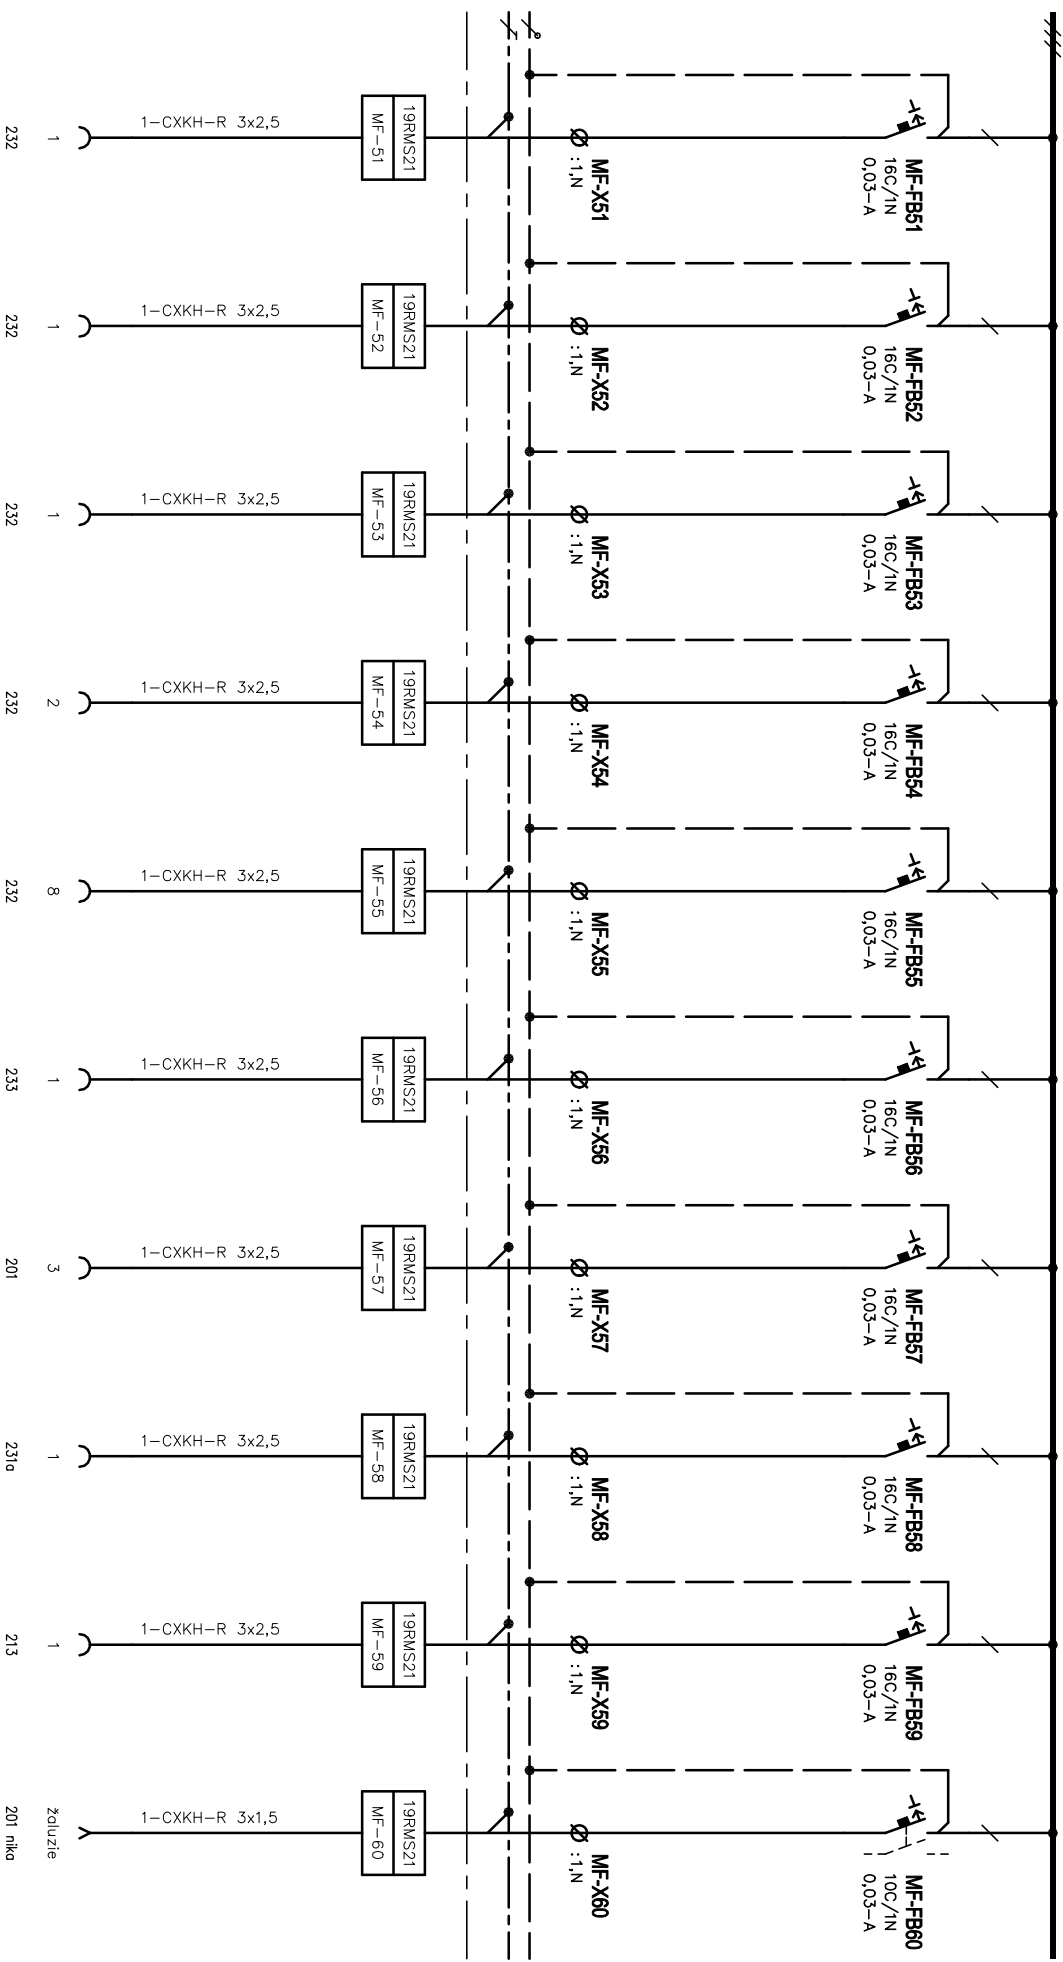 MF-FB51
16C/1N
0,03-A
MF-X51
:1,N
19RMS21
MF-51
1-CXKH-R 3x2,5
1
232
MF-FB52
16C/1N
0,03-A
MF-X52
:1,N
19RMS21
MF-52
1-CXKH-R 3x2,5
1
232
MF-FB53
16C/1N
0,03-A
MF-X53
:1,N
19RMS21
MF-53
1-CXKH-R 3x2,5
1
232
MF-FB54
16C/1N
0,03-A
MF-X54
:1,N
19RMS21
MF-54
1-CXKH-R 3x2,5
2
232
MF-FB55
16C/1N
0,03-A
MF-X55
:1,N
19RMS21
MF-55
1-CXKH-R 3x2,5
8
232
MF-FB56
16C/1N
0,03-A
MF-X56
:1,N
19RMS21
MF-56
1-CXKH-R 3x2,5
1
233
MF-FB57
16C/1N
0,03-A
MF-X57
:1,N
19RMS21
MF-57
1-CXKH-R 3x2,5
3
201
MF-FB58
16C/1N
0,03-A
MF-X58
:1,N
19RMS21
MF-58
1-CXKH-R 3x2,5
1
231a
MF-FB59
16C/1N
0,03-A
MF-X59
:1,N
19RMS21
MF-59
1-CXKH-R 3x2,5
1
213
MF-FB60
10C/1N
0,03-A
MF-X60
:1,N
19RMS21
MF-60
1-CXKH-R 3x1,5
žaluzie
201 nika